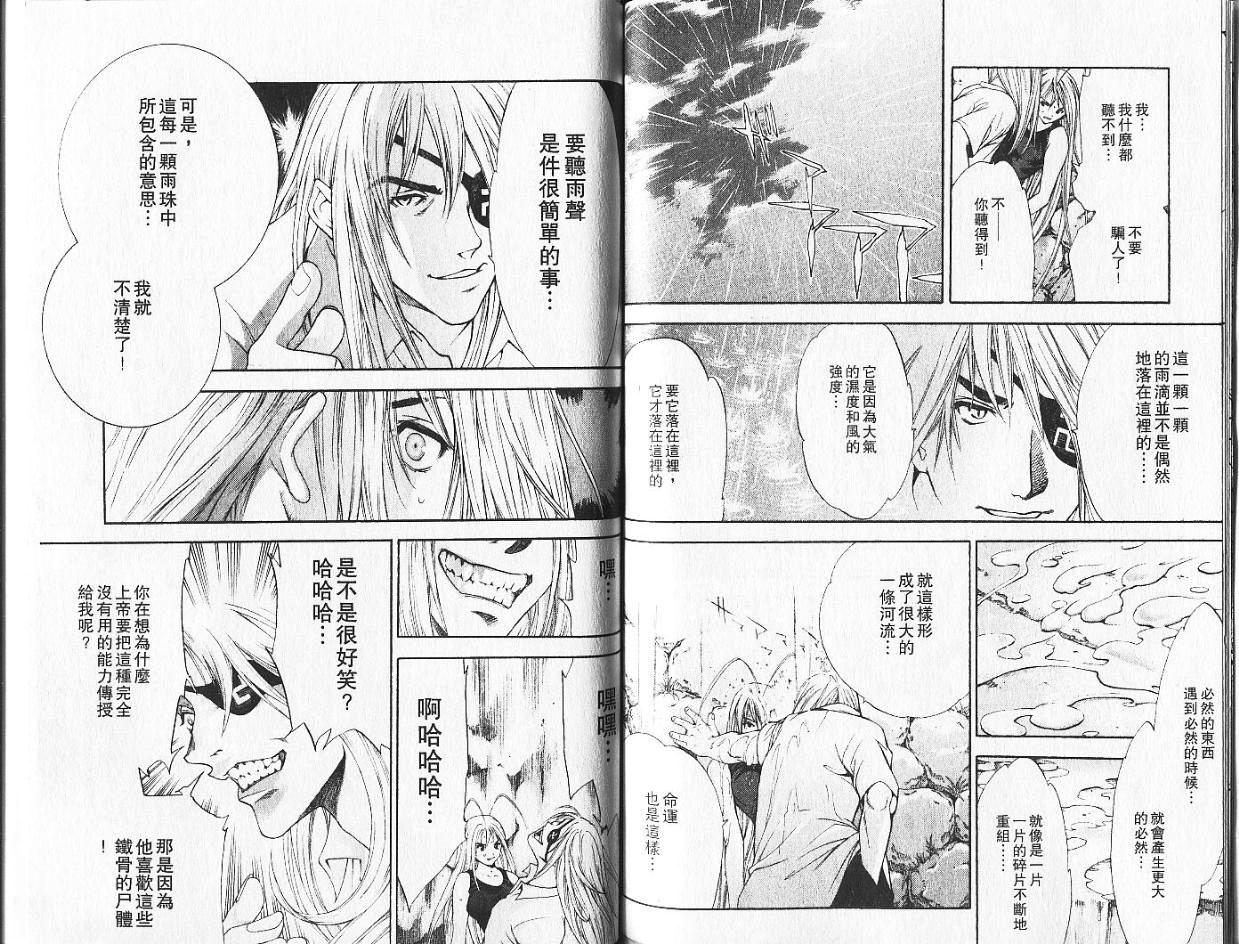 我…
我什麼都
聽不到…
不要
騙人了！
不——
你聽得到！
這一顆一顆
的雨滴並不是偶然
地落在這裡的……
它是因為大氣
的濕度和風的
強度…
要它落在這裡，
它才落在這裡的
必然的東西
遇到必然的時候…
就會產生更大
的必然…
就像是一片
一片的碎片不斷地
重組……
就這樣形
成了很大的
一條河流…
命運
也是這樣…
要聽雨聲
是件很簡單的事…
可是，
這每一顆雨珠中
所包含的意思…
我就
不清楚了！
嘿…
嘿嘿…
啊哈哈哈…
是不是很好笑？
哈哈哈…
你在想為什麼
上帝要把這種完全
沒有用的能力傳授
給我呢？
那是因為
他喜歡這些
鐵骨的尸體
！